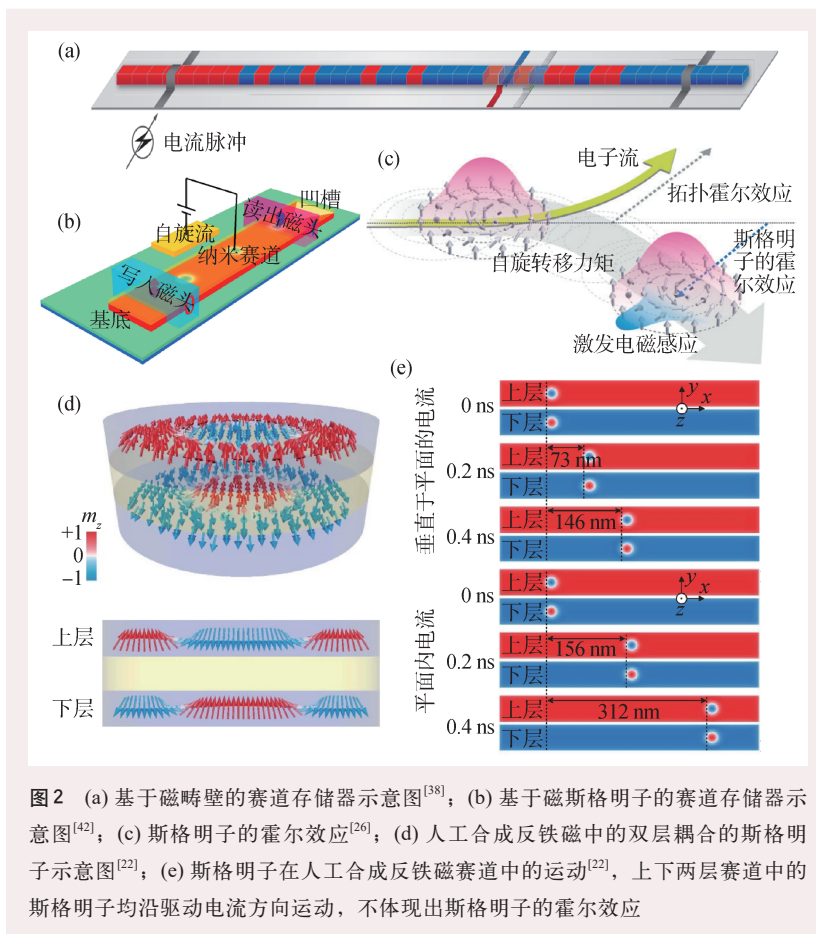 (a)
电流脉冲
(b)
自旋流
凹槽
读出磁头
纳米赛道
写入磁头
基底
(c)
电子流
拓扑霍尔效应
自旋转移力矩
斯格明
子的霍
尔效应
激发电磁感应
(d)
m_z
+1
0
−1
上层
下层
(e)
垂直于平面的电流
0 ns
上层
下层
y
x
z
0.2 ns
上层
73 nm
下层
0.4 ns
上层
146 nm
下层
平面内电流
0 ns
上层
下层
y
x
z
0.2 ns
上层
156 nm
下层
0.4 ns
上层
312 nm
下层
图2 (a) 基于磁畴壁的赛道存储器示意图[38]；(b) 基于磁斯格明子的赛道存储器示
意图[42]；(c) 斯格明子的霍尔效应[26]；(d) 人工合成反铁磁中的双层耦合的斯格明
子示意图[22]；(e) 斯格明子在人工合成反铁磁赛道中的运动[22]，上下两层赛道中的
斯格明子均沿驱动电流方向运动，不体现出斯格明子的霍尔效应